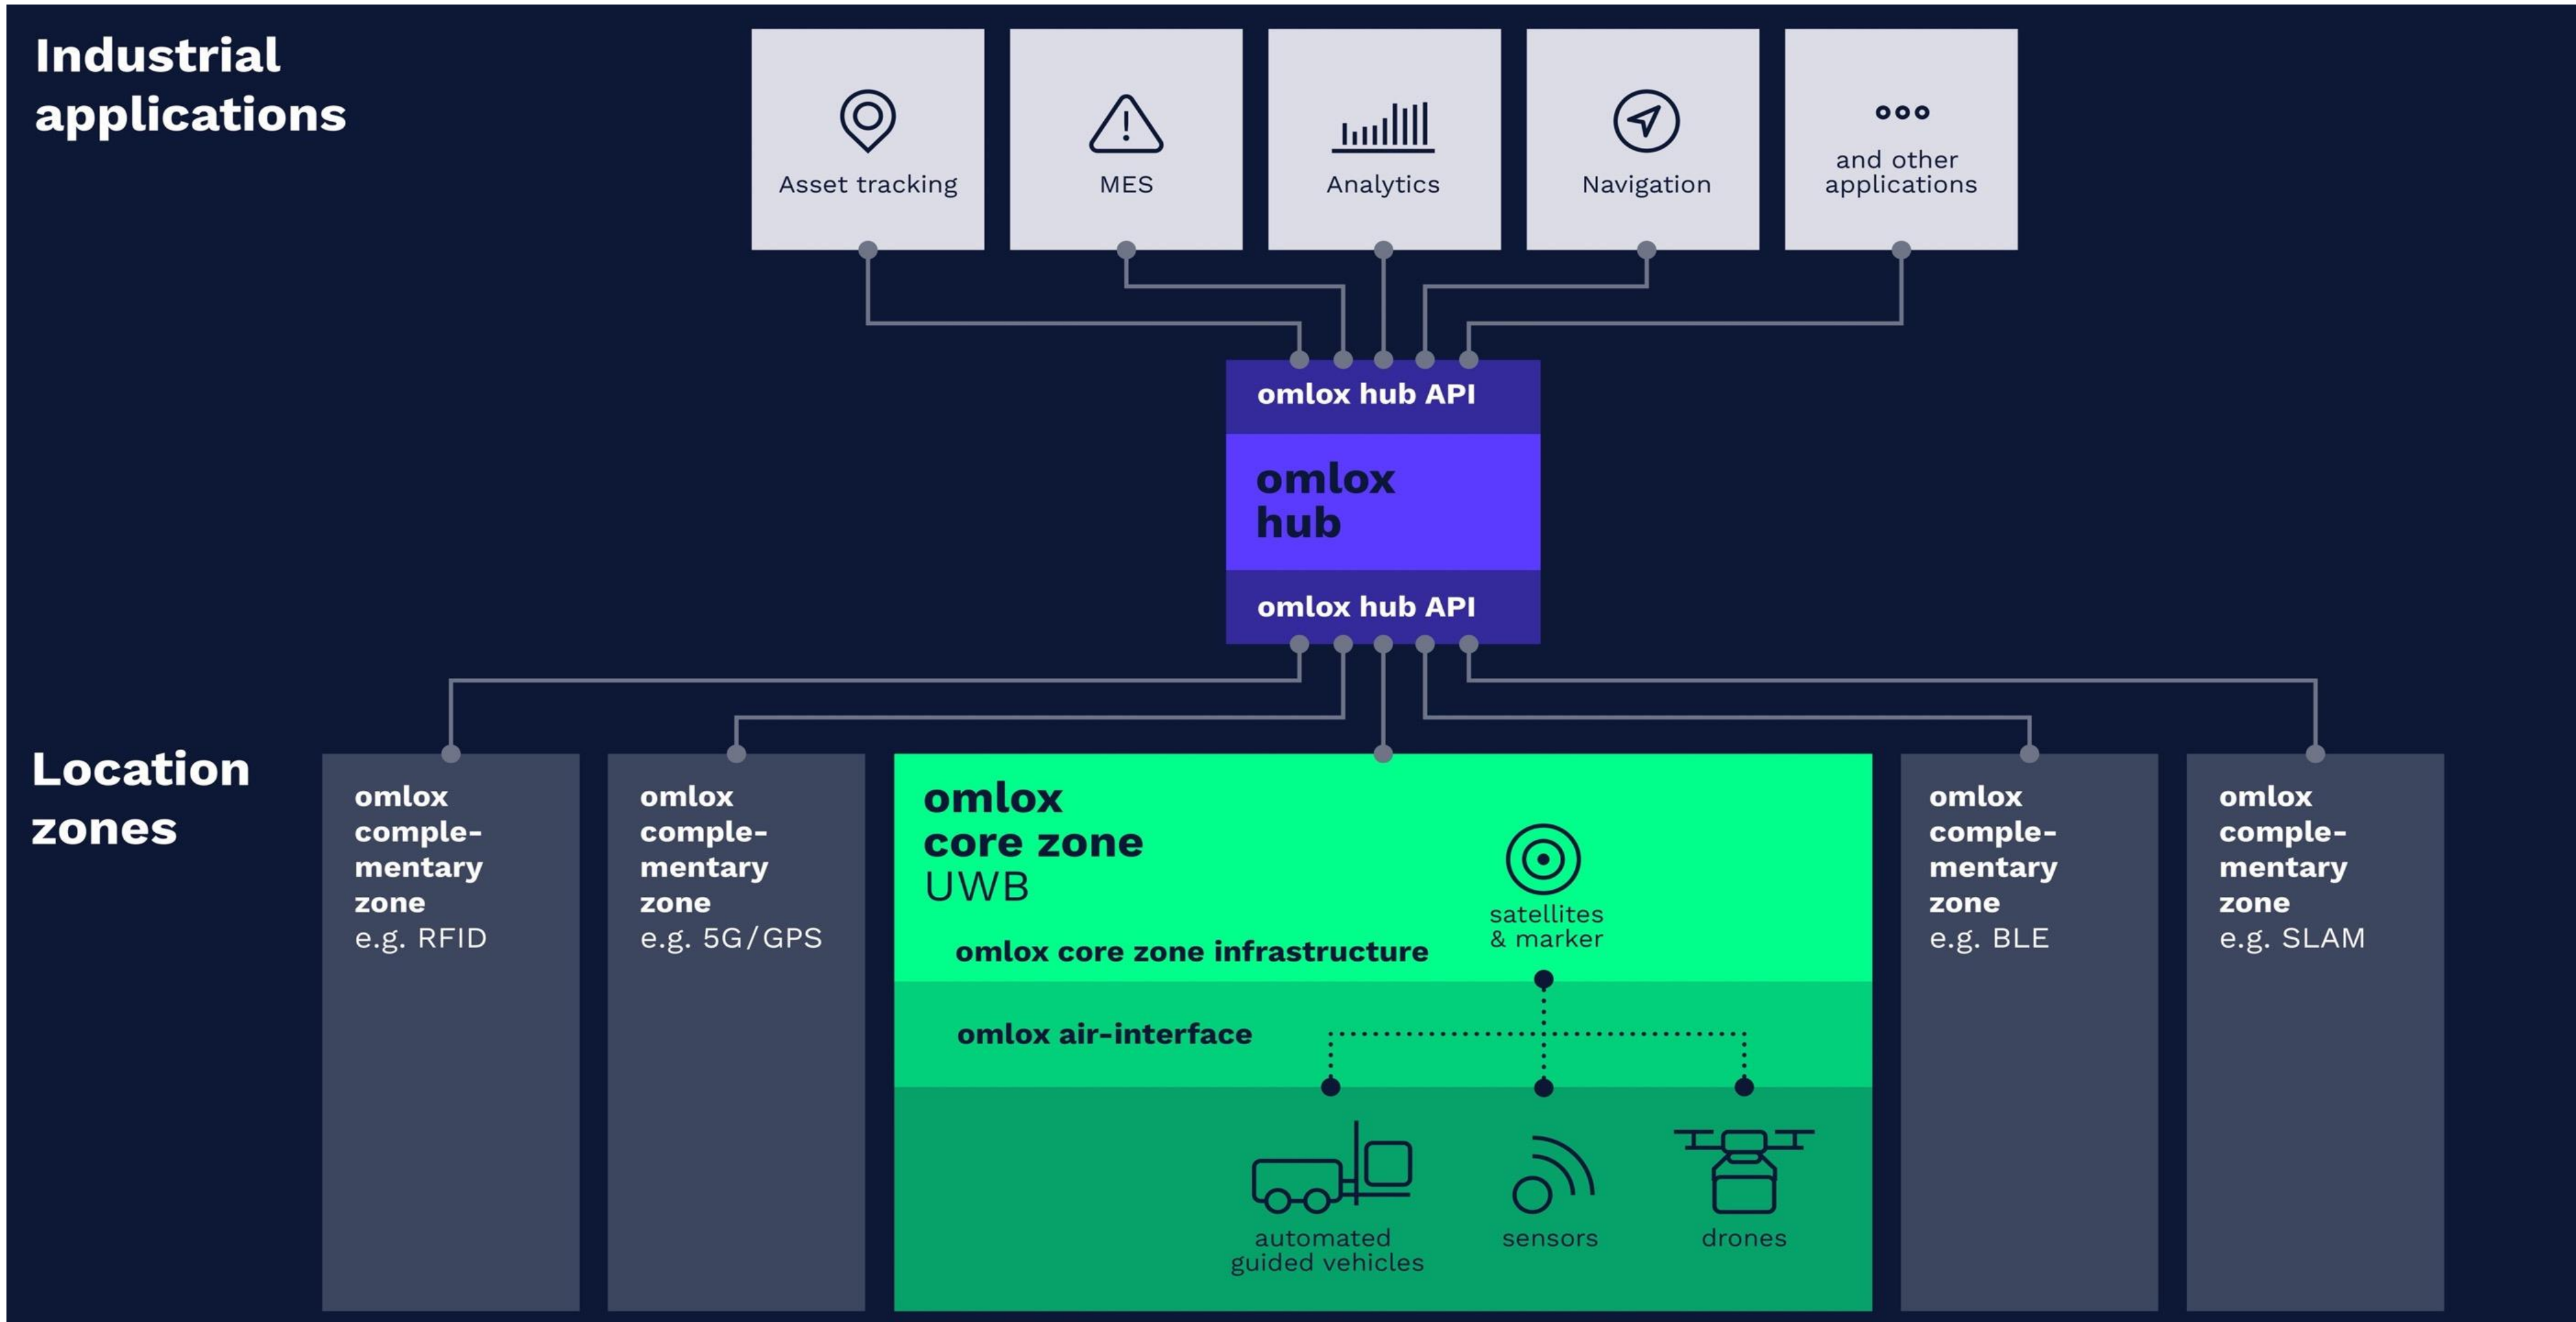 Industrial
applications
Asset tracking
MES
Analytics
Navigation
and other
applications
omlox hub API
omlox
hub
omlox hub API
Location
zones
omlox
comple-
mentary
zone
e.g. RFID
omlox
comple-
mentary
zone
e.g. 5G/GPS
omlox
core zone
UWB
satellites
& marker
omlox core zone infrastructure
omlox air-interface
automated
guided vehicles
sensors
drones
omlox
comple-
mentary
zone
e.g. BLE
omlox
comple-
mentary
zone
e.g. SLAM